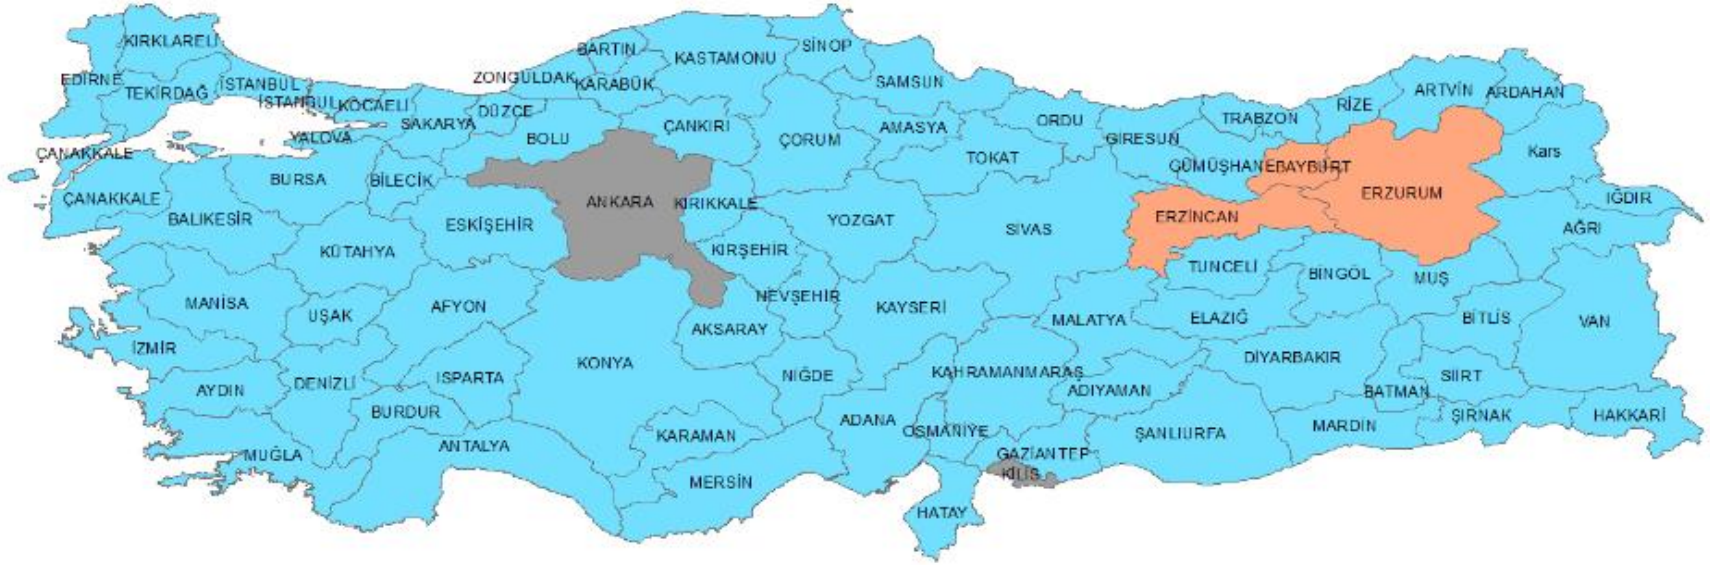 KIRKLARELİ
EDİRNE
TEKİRDAĞ
İSTANBUL
İSTANBUL
KOCAELİ
YALOVA
SAKARYA
DÜZCE
ZONGULDAK
BARTIN
KARABÜK
KASTAMONU
SİNOP
SAMSUN
BOLU
ÇANKIRI
ÇORUM
AMASYA
ORDU
TOKAT
GİRESUN
TRABZON
RİZE
ARTVİN
ARDAHAN
GÜMÜŞHANE
BAYBURT
Kars
ÇANAKKALE
ÇANAKKALE
BURSA
BİLECİK
BALIKESİR
ESKİŞEHİR
KÜTAHYA
ANKARA
KIRIKKALE
KIRŞEHİR
YOZGAT
SIVAS
ERZİNCAN
ERZURUM
IĞDIR
AĞRI
MANİSA
UŞAK
AFYON
NEVŞEHİR
AKSARAY
KAYSERİ
MALATYA
TUNCELİ
ELAZIĞ
BİNGÖL
MUŞ
BİTLİS
VAN
İZMİR
AYDIN
DENİZLİ
ISPARTA
BURDUR
KONYA
NİĞDE
KAHRAMANMARAŞ
ADIYAMAN
DİYARBAKIR
BATMAN
SİİRT
ŞIRNAK
HAKKARİ
MUĞLA
ANTALYA
KARAMAN
MERSİN
ADANA
OSMANİYE
GAZİANTEP
KİLİS
ŞANLIURFA
MARDİN
HATAY